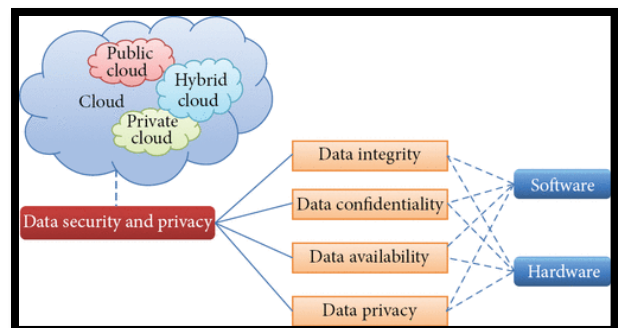 Public
cloud
Hybrid
cloud
Cloud
Private
cloud
Data integrity
Software
Data confidentiality
Data security and privacy
Data availability
Hardware
Data privacy